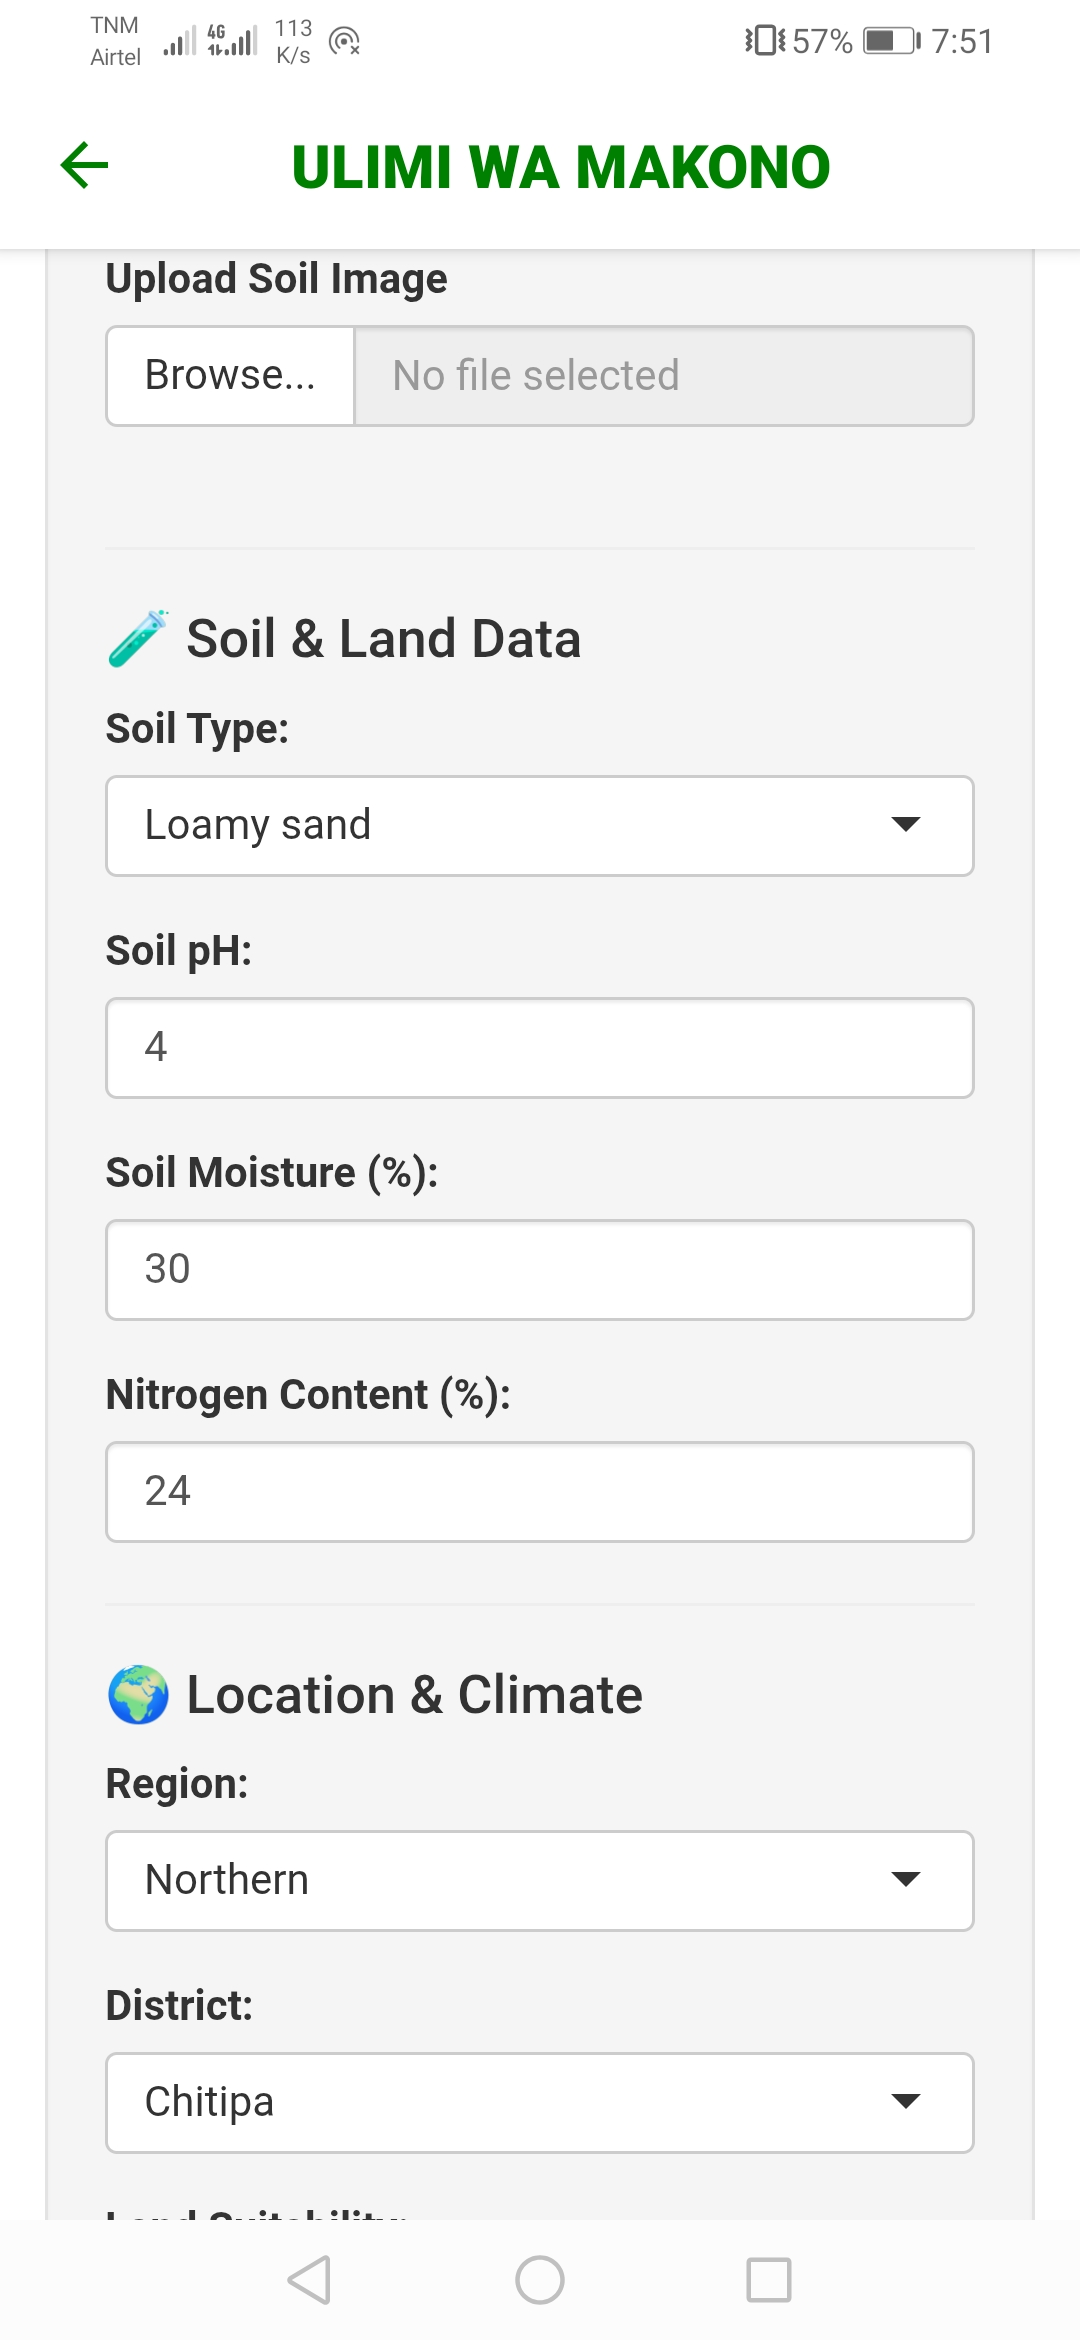 TNM
Airtel
4G
113
K/s
57%
7:51
ULIMI WA MAKONO
Upload Soil Image
Browse...
No file selected
Soil & Land Data
Soil Type:
Loamy sand
Soil pH:
4
Soil Moisture (%):
30
Nitrogen Content (%):
24
Location & Climate
Region:
Northern
District:
Chitipa
Land Suitability: